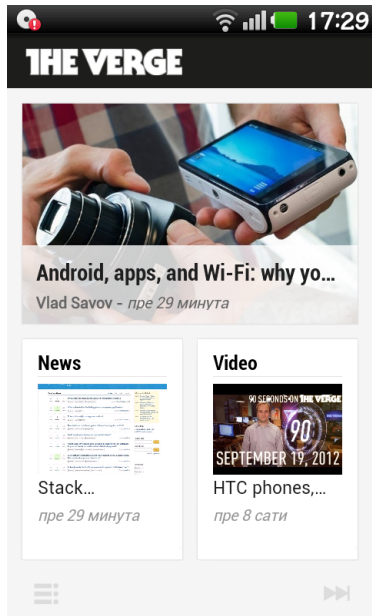 17:29
THE VERGE
Android, apps, and Wi-Fi: why yo...
Vlad Savov - пре 29 минута
News
Stack...
пре 29 минута
Video
90 SECONDS ON THE VERGE
90
SEPTEMBER 19, 2012
HTC phones,...
пре 8 сати